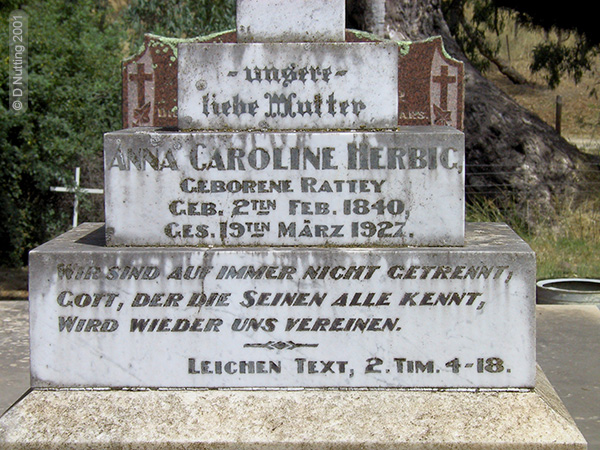 © D Nutting 2001
-unsere-
liebe Mutter
ARS.
ANNA CAROLINE HERBIG,
GEBORENE RATTEY
GEB. 2TEN FEB. 1840,
GES. 19TEN MÄRZ 1927.
WIR SIND AUF IMMER NICHT GETRENNT,
GOTT, DER DIE SEINEN ALLE KENNT,
WIRD WIEDER UNS VEREINEN.
LEICHEN TEXT, 2. TIM. 4-18.